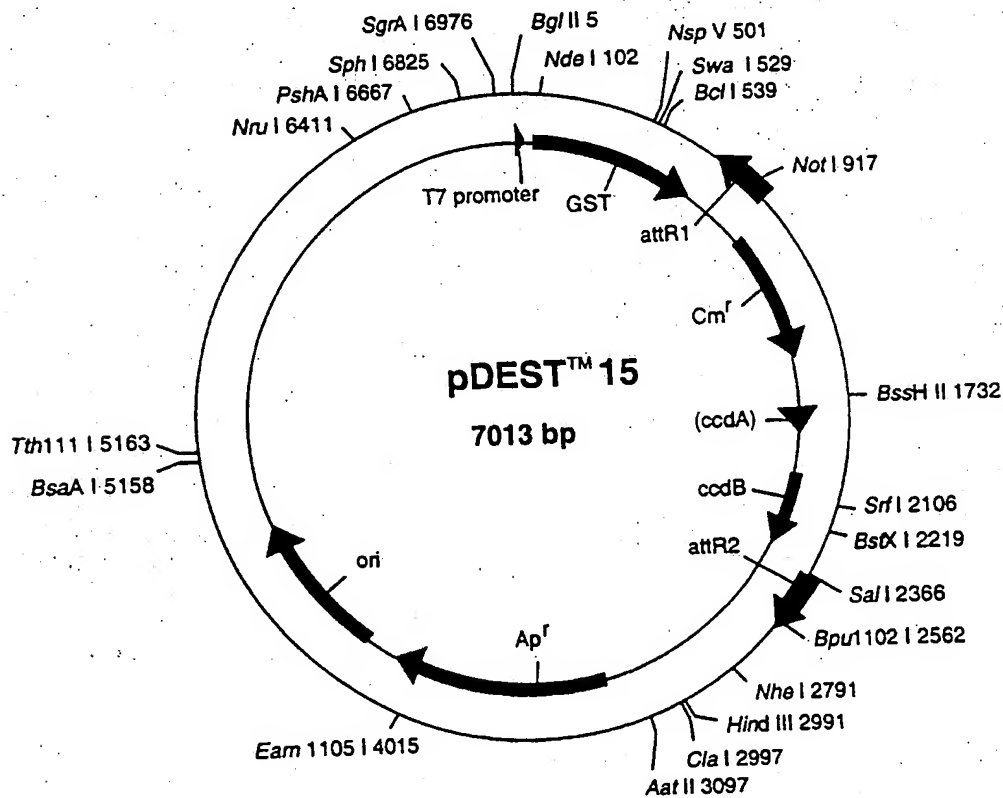 SgrA I 6976
Bgl II 5
Nsp V 501
Sph I 6825
Nde I 102
Swa I 529
PshA I 6667
Bcl I 539
Nru I 6411
Not I 917
T7 promoter
GST
attR1
Cmʳ
pDEST™ 15
7013 bp
BssH II 1732
(ccdA)
Tth111 I 5163
BsaA I 5158
ccdB
Srf I 2106
BstX I 2219
attR2
ori
Sal I 2366
Apʳ
Bpu1102 I 2562
Nhe I 2791
Hind III 2991
Eam 1105 I 4015
Cla I 2997
Aat II 3097